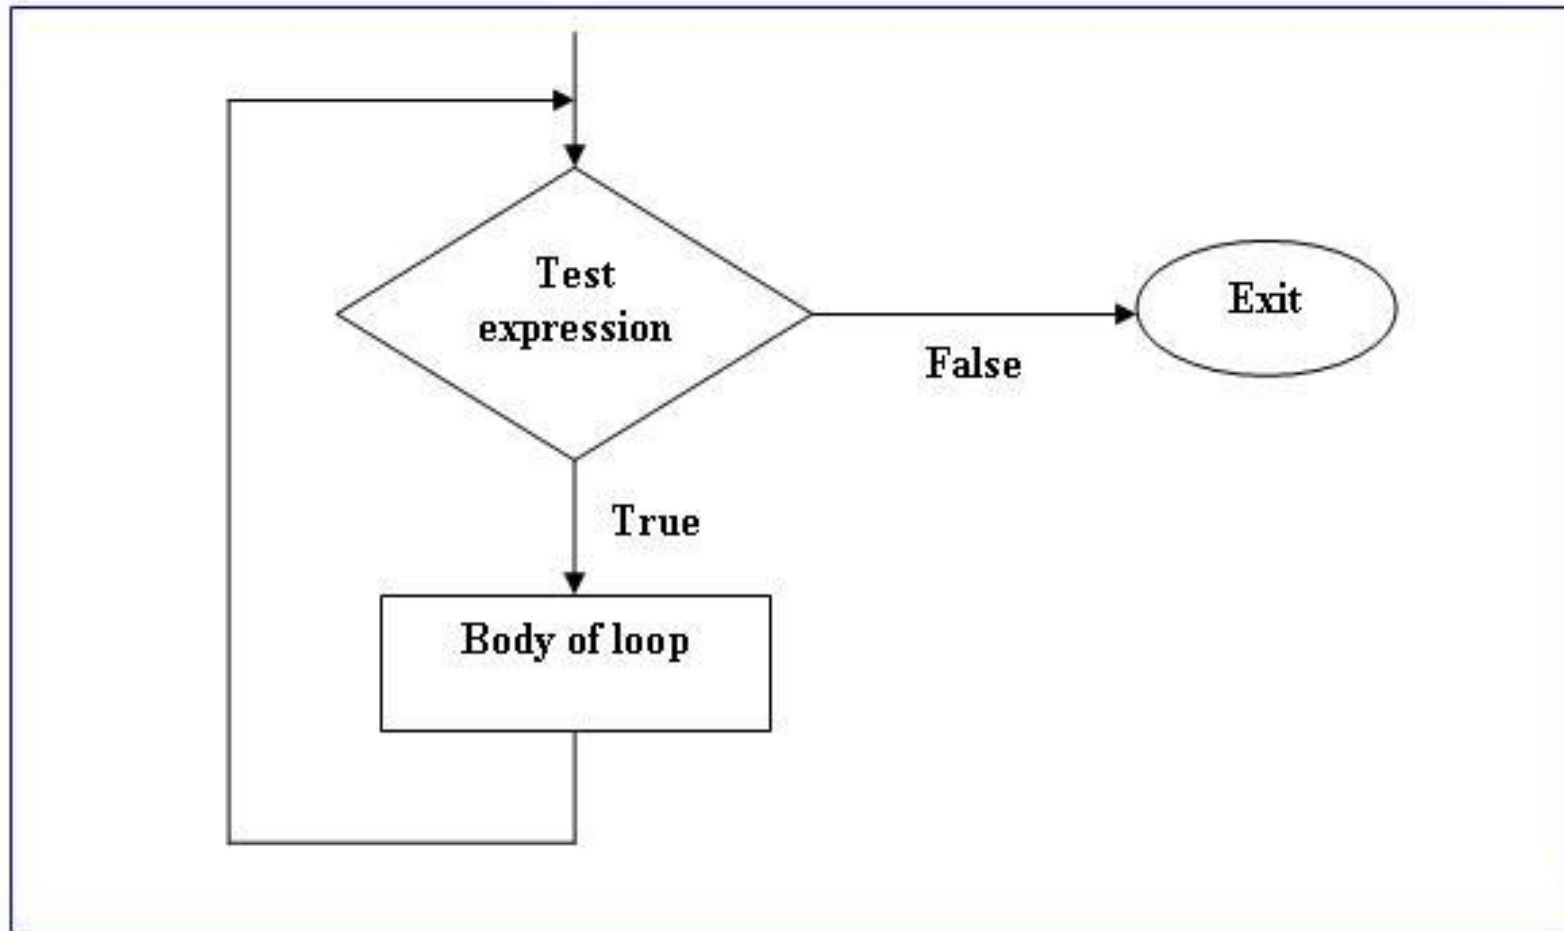 Test
expression
Exit
False
True
Body of loop